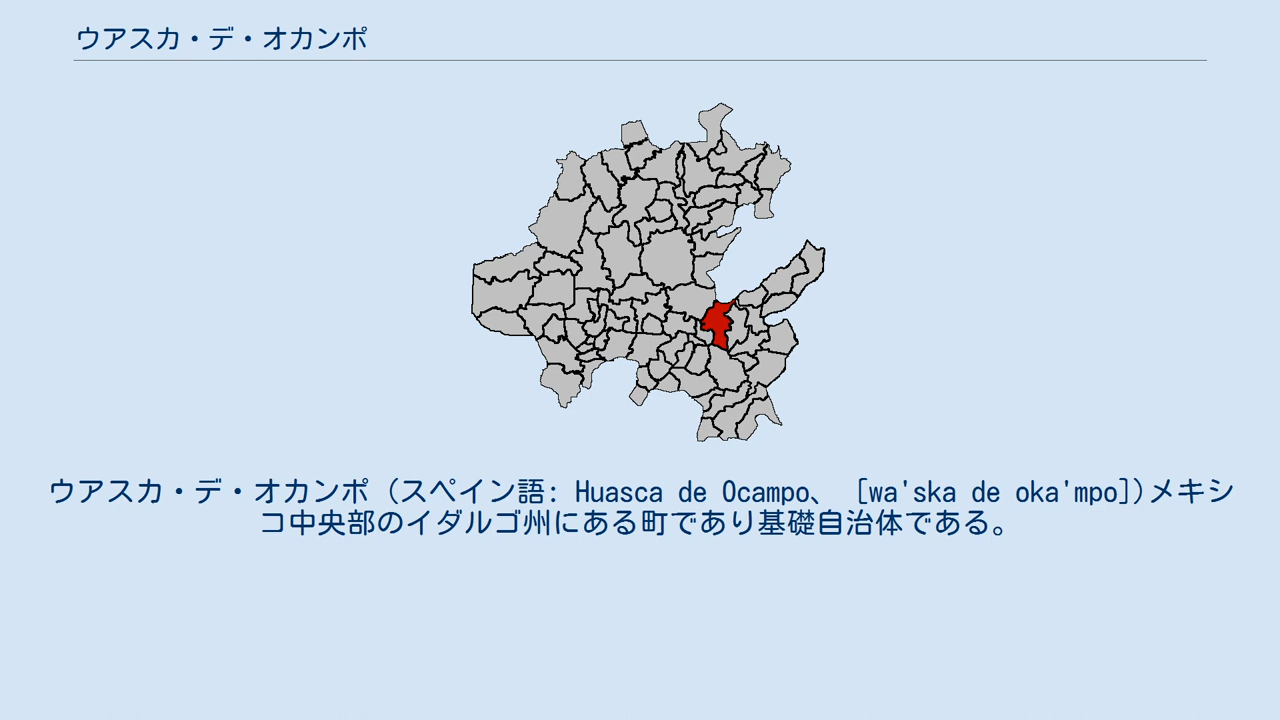 ウアスカ・デ・オカンポ
ウアスカ・デ・オカンポ (スペイン語: Huasca de Ocampo、 [wa'ska de oka'mpo])メキシ
コ中央部のイダルゴ州にある町であり基礎自治体である。